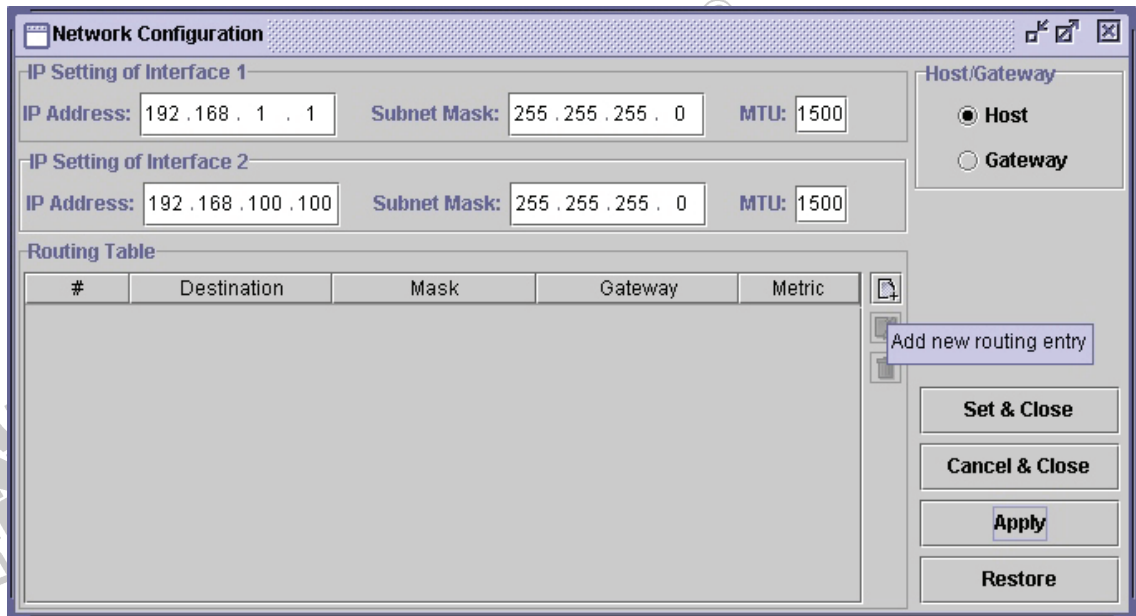 Network Configuration
IP Setting of Interface 1
IP Address: 192 .168 . 1 . 1 Subnet Mask: 255 .255 .255 . 0 MTU: 1500
Host/Gateway
Host
Gateway
IP Setting of Interface 2
IP Address: 192 .168 .100 .100 Subnet Mask: 255 .255 .255 . 0 MTU: 1500
Routing Table
# Destination Mask Gateway Metric
Add new routing entry
Set & Close
Cancel & Close
Apply
Restore